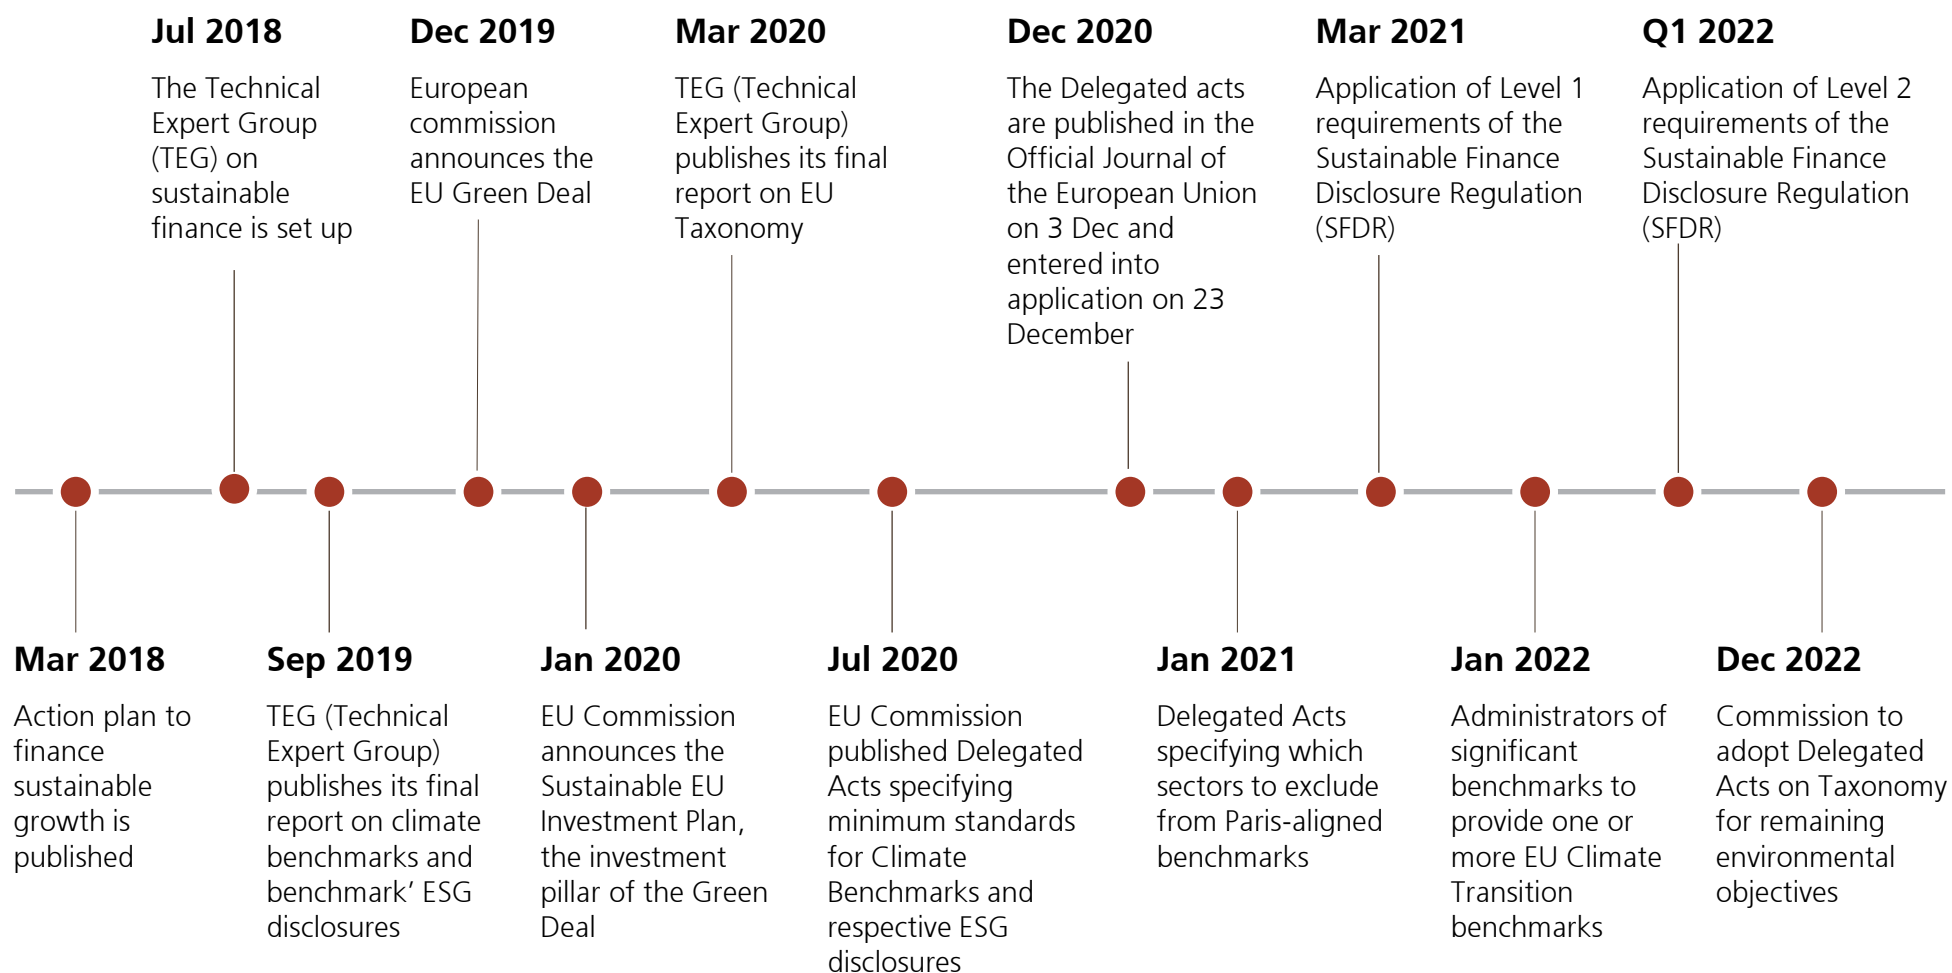 Jul 2018
The Technical
Expert Group
(TEG) on
sustainable
finance is set up
Dec 2019
European
commission
announces the
EU Green Deal
Mar 2020
TEG (Technical
Expert Group)
publishes its final
report on EU
Taxonomy
Dec 2020
The Delegated acts
are published in the
Official Journal of
the European Union
on 3 Dec and
entered into
application on 23
December
Mar 2021
Application of Level 1
requirements of the
Sustainable Finance
Disclosure Regulation
(SFDR)
Q1 2022
Application of Level 2
requirements of the
Sustainable Finance
Disclosure Regulation
(SFDR)
Mar 2018
Action plan to
finance
sustainable
growth is
published
Sep 2019
TEG (Technical
Expert Group)
publishes its final
report on climate
benchmarks and
benchmark’ ESG
disclosures
Jan 2020
EU Commission
announces the
Sustainable EU
Investment Plan,
the investment
pillar of the Green
Deal
Jul 2020
EU Commission
published Delegated
Acts specifying
minimum standards
for Climate
Benchmarks and
respective ESG
disclosures
Jan 2021
Delegated Acts
specifying which
sectors to exclude
from Paris-aligned
benchmarks
Jan 2022
Administrators of
significant
benchmarks to
provide one or
more EU Climate
Transition
benchmarks
Dec 2022
Commission to
adopt Delegated
Acts on Taxonomy
for remaining
environmental
objectives